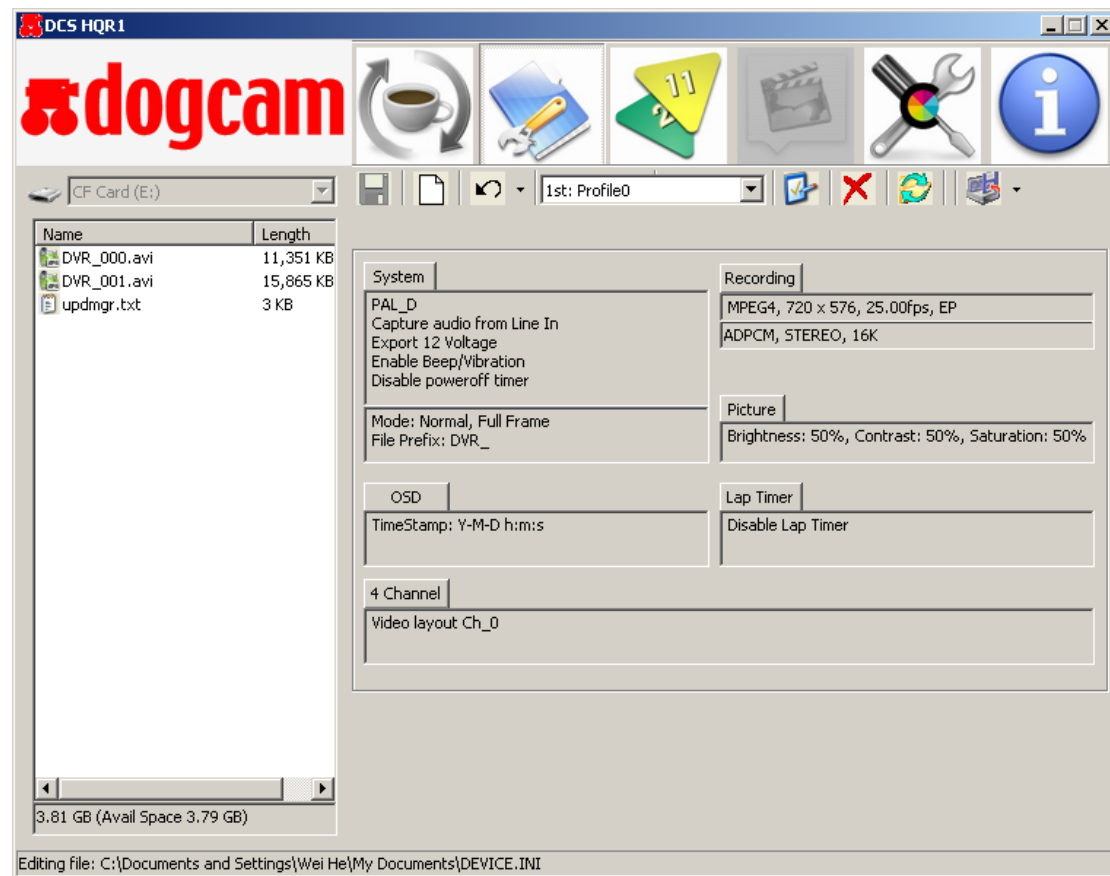 DCS HQR1
dogcam
11
2
CF Card (E:)
1st: Profile0
Name Length
DVR_000.avi 11,351 KB
DVR_001.avi 15,865 KB
updmgr.txt 3 KB
System
PAL_D
Capture audio from Line In
Export 12 Voltage
Enable Beep/Vibration
Disable poweroff timer
Mode: Normal, Full Frame
File Prefix: DVR_
Recording
MPEG4, 720 x 576, 25.00fps, EP
ADPCM, STEREO, 16K
Picture
Brightness: 50%, Contrast: 50%, Saturation: 50%
OSD
TimeStamp: Y-M-D h:m:s
Lap Timer
Disable Lap Timer
4 Channel
Video layout Ch_0
3.81 GB (Avail Space 3.79 GB)
Editing file: C:\Documents and Settings\Wei He\My Documents\DEVICE.INI